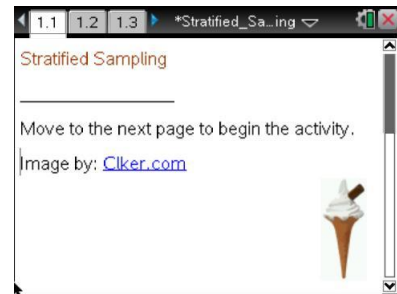 1.1 1.2 1.3 *Stratified_Sa…ing
Stratified Sampling
Move to the next page to begin the activity.
Image by: Clker.com